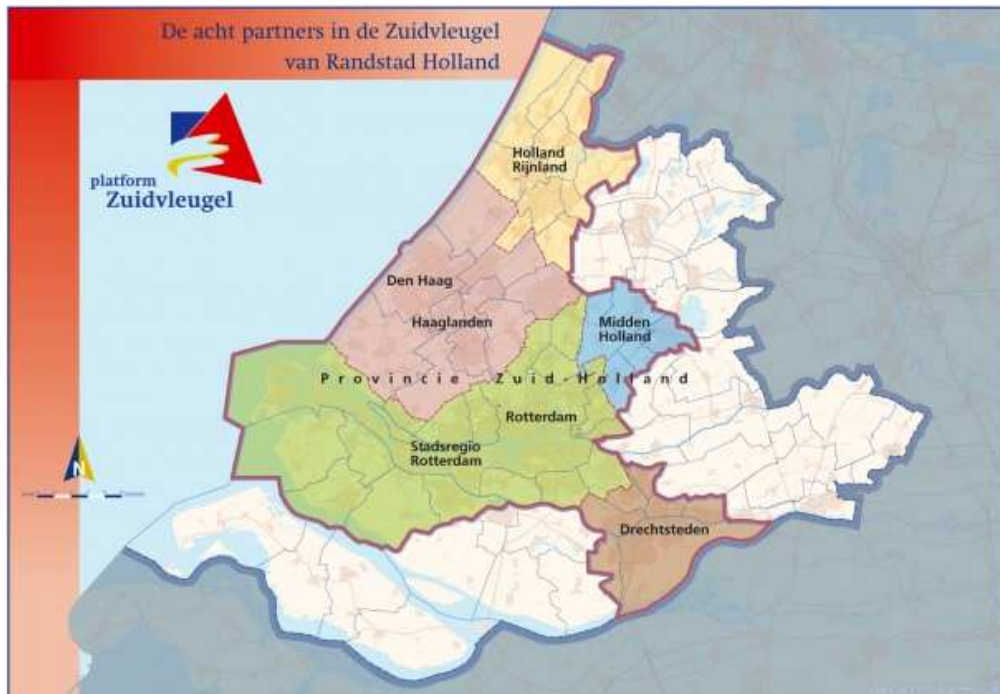 De acht partners in de Zuidvleugel
van Randstad Holland
platform
Zuidvleugel
Holland
Rijnland
Den Haag
Haaglanden
Midden
Holland
Provincie Zuid-Holland
Rotterdam
Stadsregio
Rotterdam
N
Drechtsteden